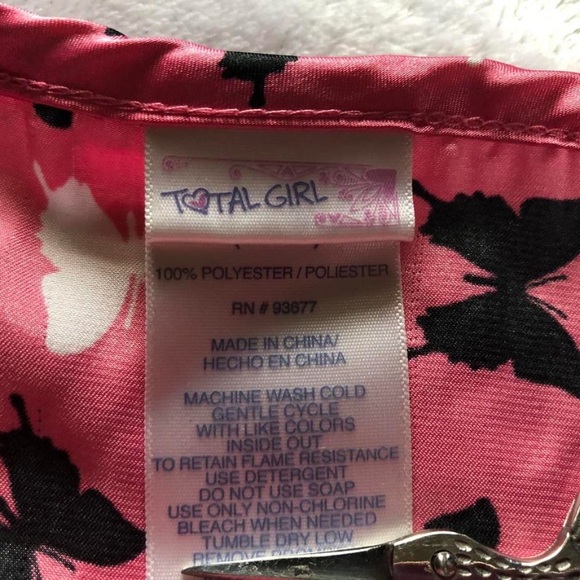 TOTAL GIRL
100% POLYESTER / POLIESTER
RN # 93677
MADE IN CHINA/
HECHO EN CHINA
MACHINE WASH COLD
GENTLE CYCLE
WITH LIKE COLORS
INSIDE OUT
TO RETAIN FLAME RESISTANCE
USE DETERGENT
DO NOT USE SOAP
USE ONLY NON-CHLORINE
BLEACH WHEN NEEDED
TUMBLE DRY LOW
REMOVE